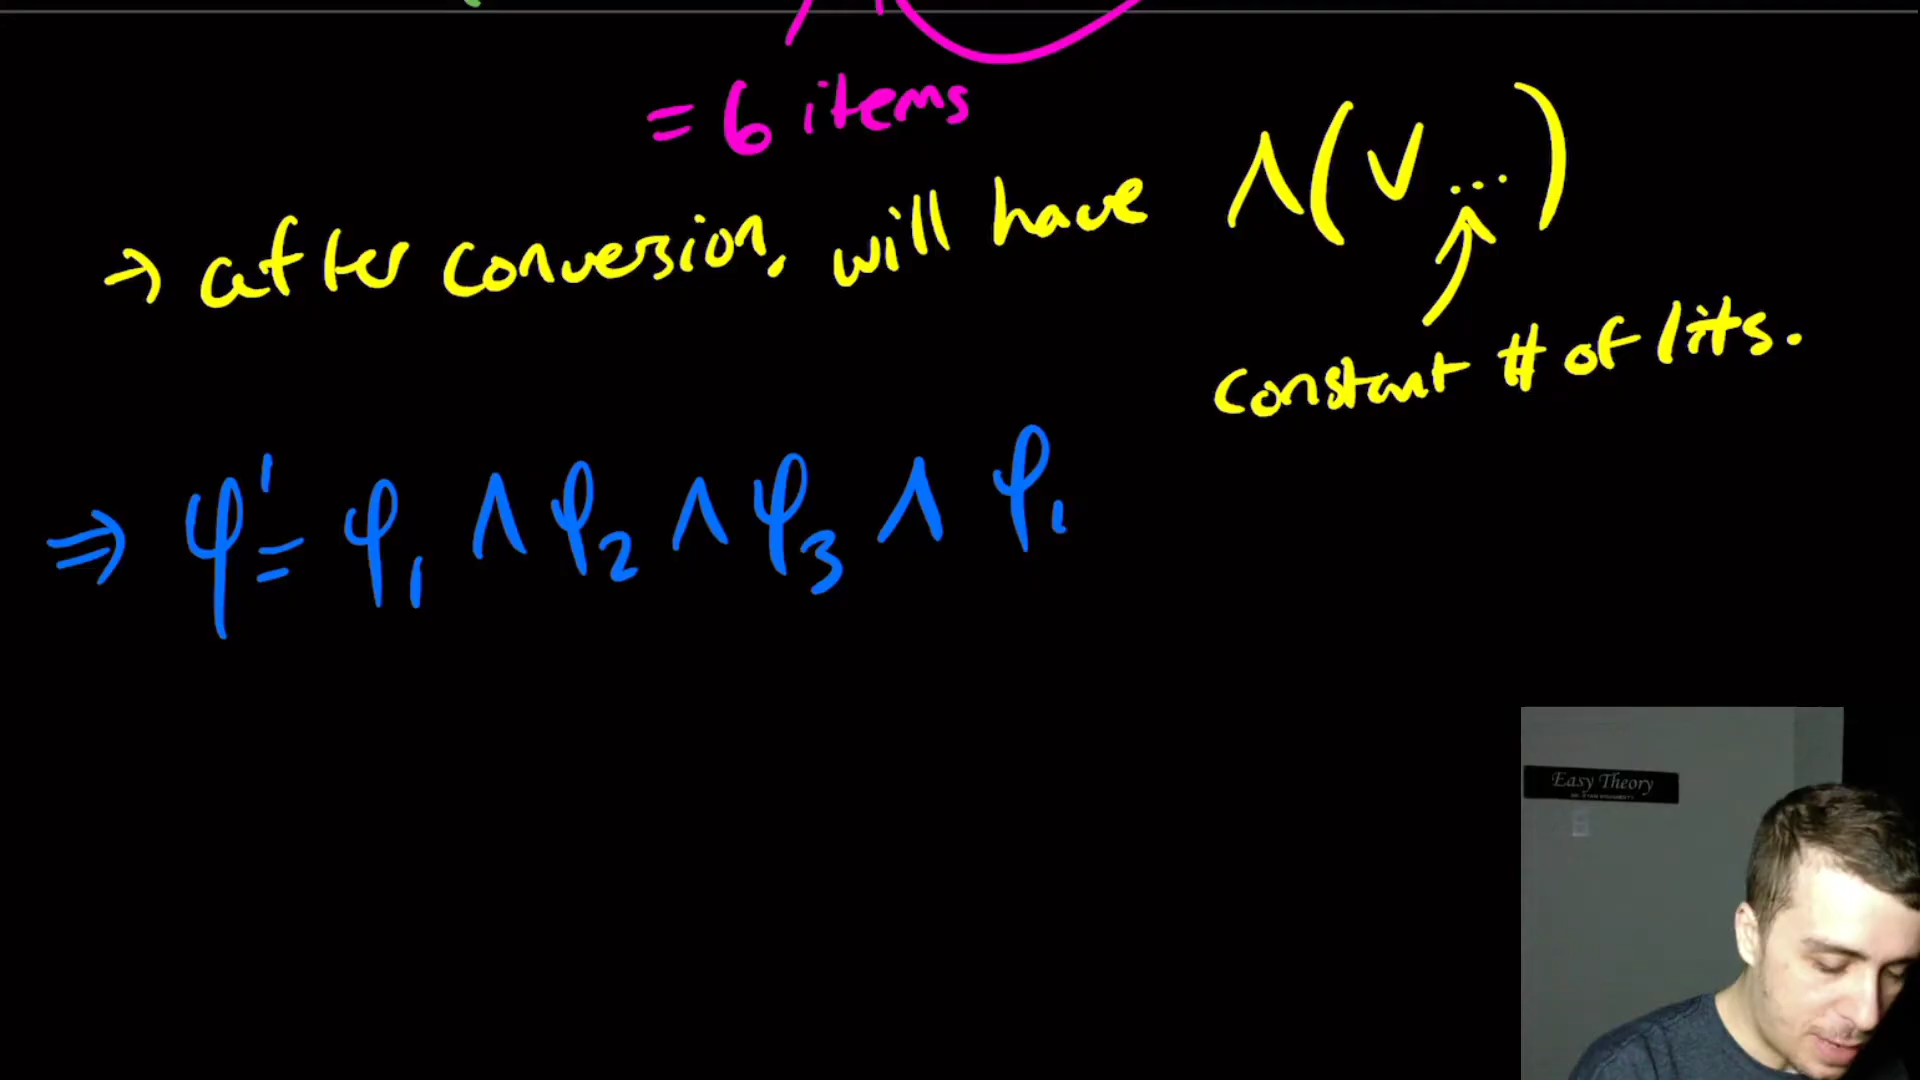 = 6 items
→ after conversion, will have ∧(∨ ...)
constant # of lits.
⇒ φ' = φ₁ ∧ φ₂ ∧ φ₃ ∧ φ₁
Easy Theory